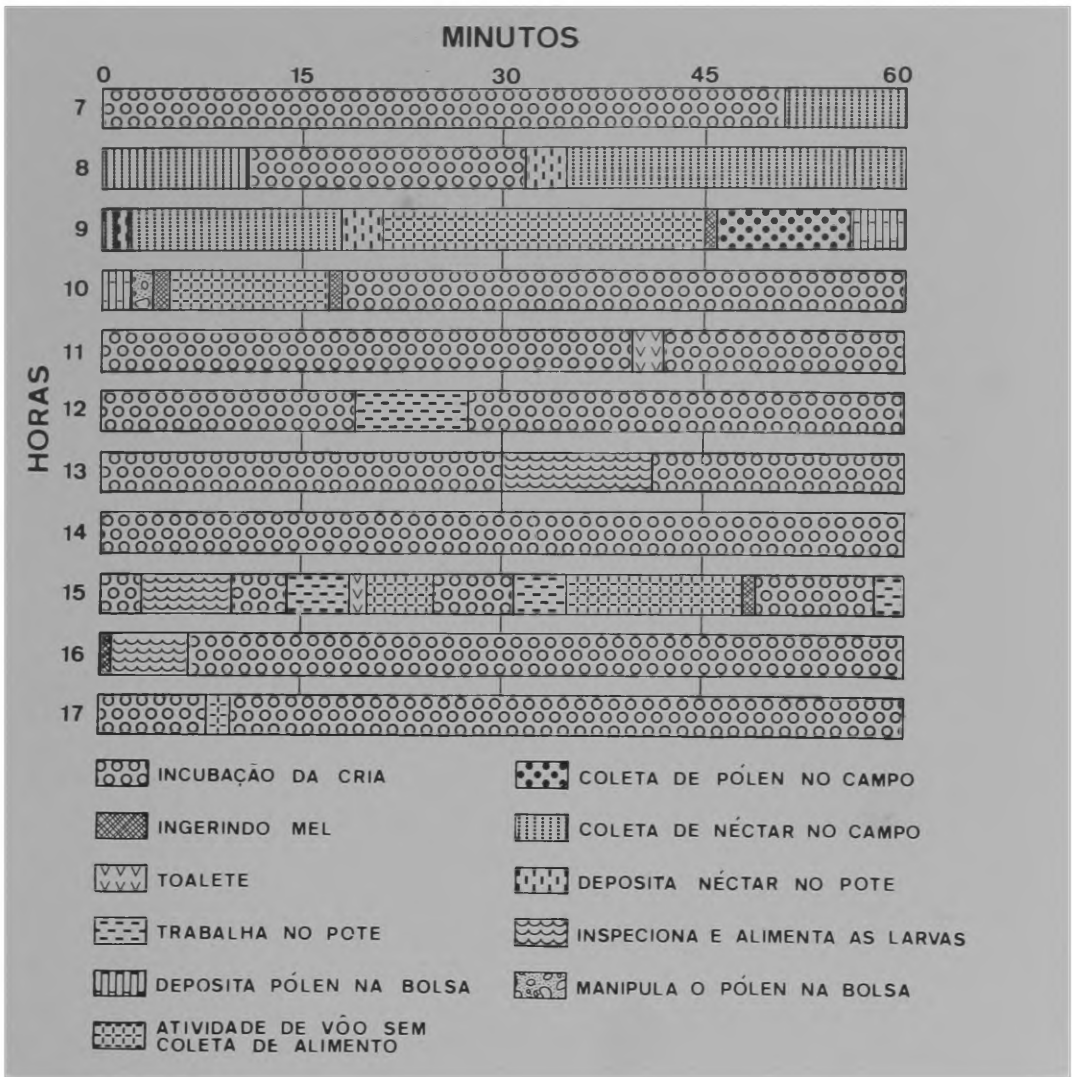 MINUTOS
0 15 30 45 60
HORAS
7
8
9
10
11
12
13
14
15
16
17
INCUBAÇÃO DA CRIA
INGERINDO MEL
TOALETE
TRABALHA NO POTE
DEPOSITA PÓLEN NA BOLSA
ATIVIDADE DE VÔO SEM
COLETA DE ALIMENTO
COLETA DE PÓLEN NO CAMPO
COLETA DE NÉCTAR NO CAMPO
DEPOSITA NÉCTAR NO POTE
INSPECIONA E ALIMENTA AS LARVAS
MANIPULA O PÓLEN NA BOLSA